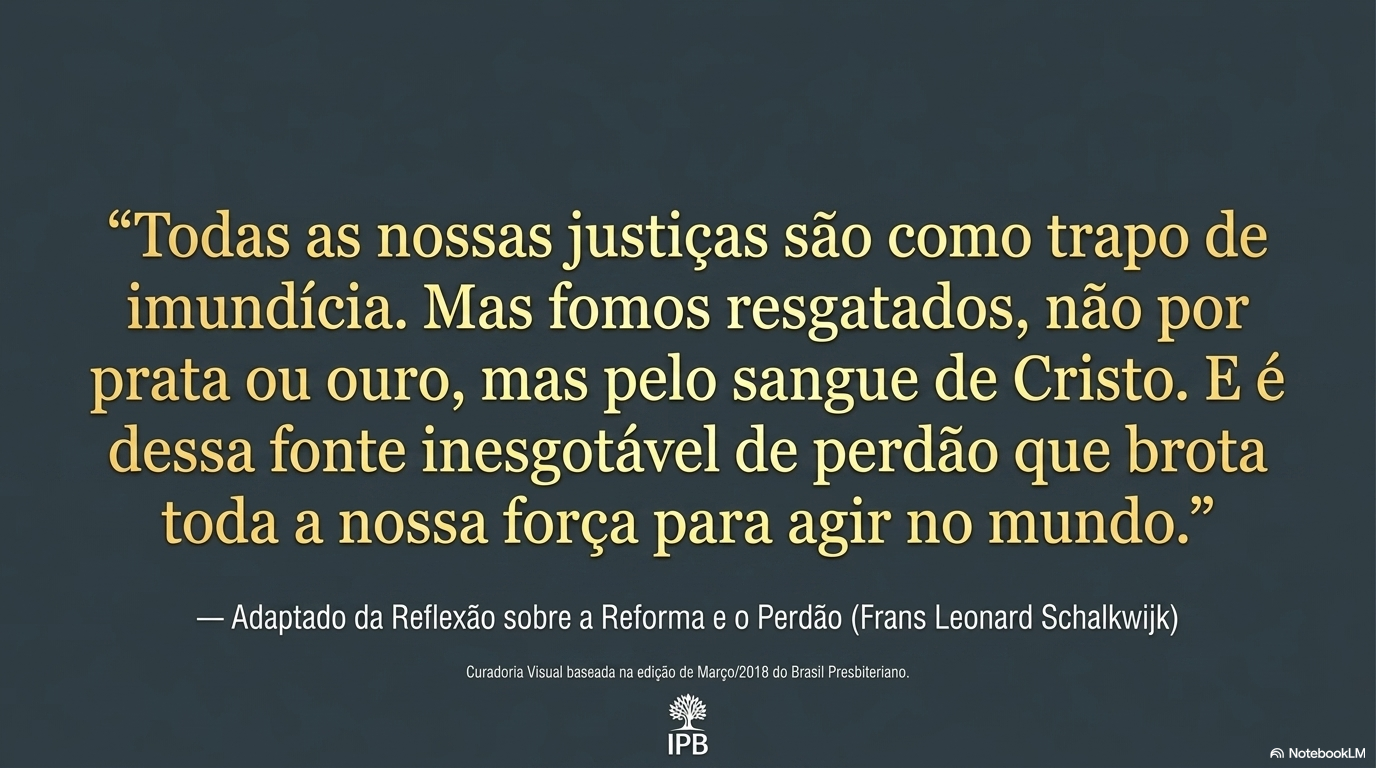 “Todas as nossas justiças são como trapo de
imundícia. Mas fomos resgatados, não por
prata ou ouro, mas pelo sangue de Cristo. E é
dessa fonte inesgotável de perdão que brota
toda a nossa força para agir no mundo.”
— Adaptado da Reflexão sobre a Reforma e o Perdão (Frans Leonard Schalkwijk)
Curadoria Visual baseada na edição de Março/2018 do Brasil Presbiteriano.
IPB
NotebookLM